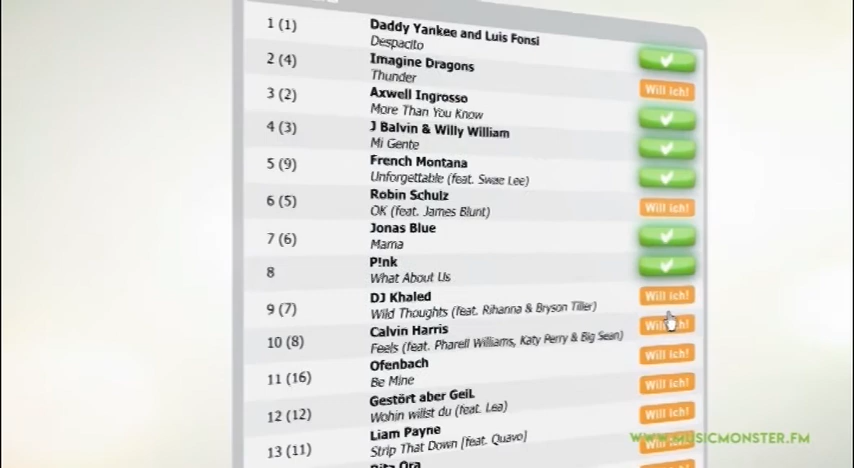 1 (1) Daddy Yankee and Luis Fonsi
Despacito
2 (4) Imagine Dragons Will ich!
Thunder
3 (2) Axwell Ingrosso
More Than You Know
4 (3) J Balvin & Willy William
Mi Gente
5 (9) French Montana
Unforgettable (feat. Swae Lee)
6 (5) Robin Schulz Will ich!
OK (feat. James Blunt)
7 (6) Jonas Blue
Mama
8 P!nk
What About Us
9 (7) DJ Khaled Will ich!
Wild Thoughts (feat. Rihanna & Bryson Tiller)
10 (8) Calvin Harris Will ich!
Feels (feat. Pharell Williams, Katy Perry & Big Sean)
11 (16) Ofenbach Will ich!
Be Mine
12 (12) Gestört aber GeiL Will ich!
Wohin willst du (feat. Lea)
13 (11) Liam Payne Will ich!
Strip That Down [feat. Quavo]
Rita Ora
WWW.MUSICMONSTER.FM